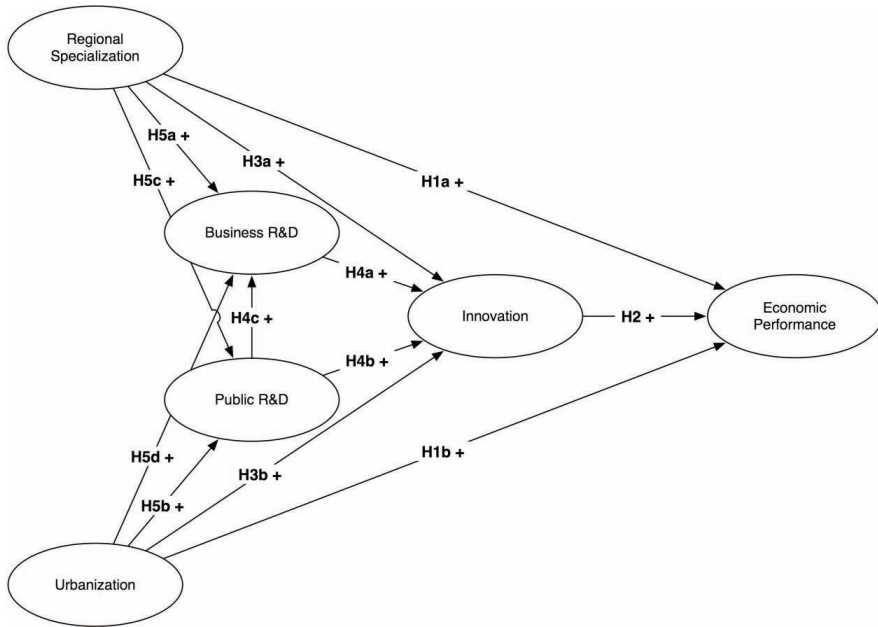 Regional
Specialization
H5a +
H3a +
H5c +
H1a +
Business R&D
H4a +
Innovation
H2 +
Economic
Performance
H4c +
H4b +
Public R&D
H5d +
H3b +
H1b +
H5b +
Urbanization